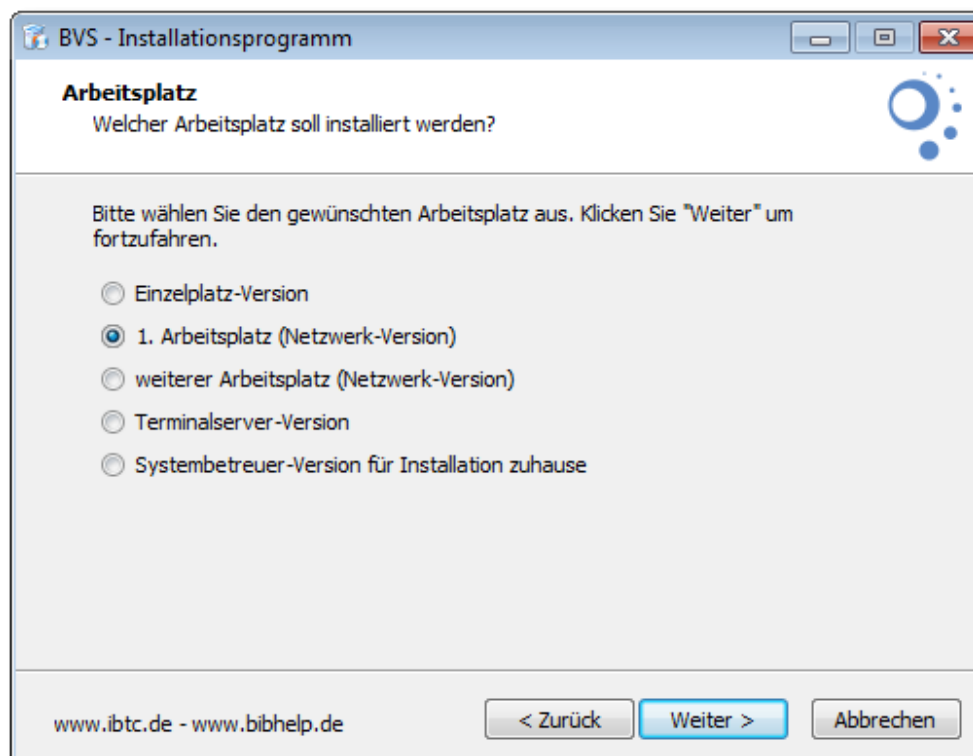 BVS - Installationsprogramm
Arbeitsplatz
Welcher Arbeitsplatz soll installiert werden?
Bitte wählen Sie den gewünschten Arbeitsplatz aus. Klicken Sie "Weiter" um
fortzufahren.
Einzelplatz-Version
1. Arbeitsplatz (Netzwerk-Version)
weiterer Arbeitsplatz (Netzwerk-Version)
Terminalserver-Version
Systembetreuer-Version für Installation zuhause
www.ibtc.de - www.bibhelp.de
< Zurück
Weiter >
Abbrechen